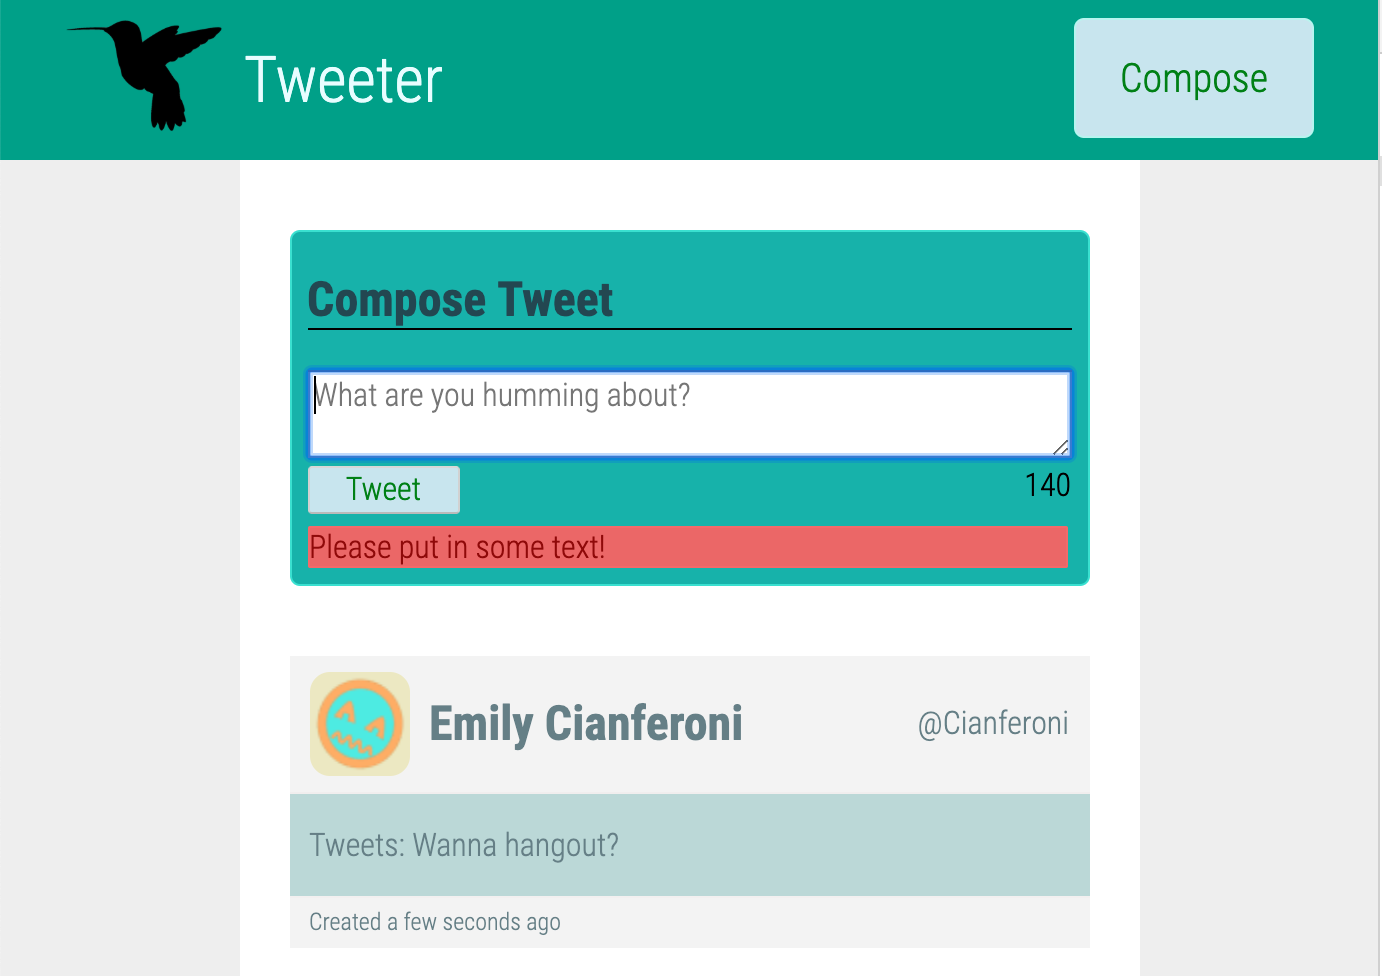 Tweeter
Compose
Compose Tweet
What are you humming about?
Tweet
140
Please put in some text!
Emily Cianferoni
@Cianferoni
Tweets: Wanna hangout?
Created a few seconds ago